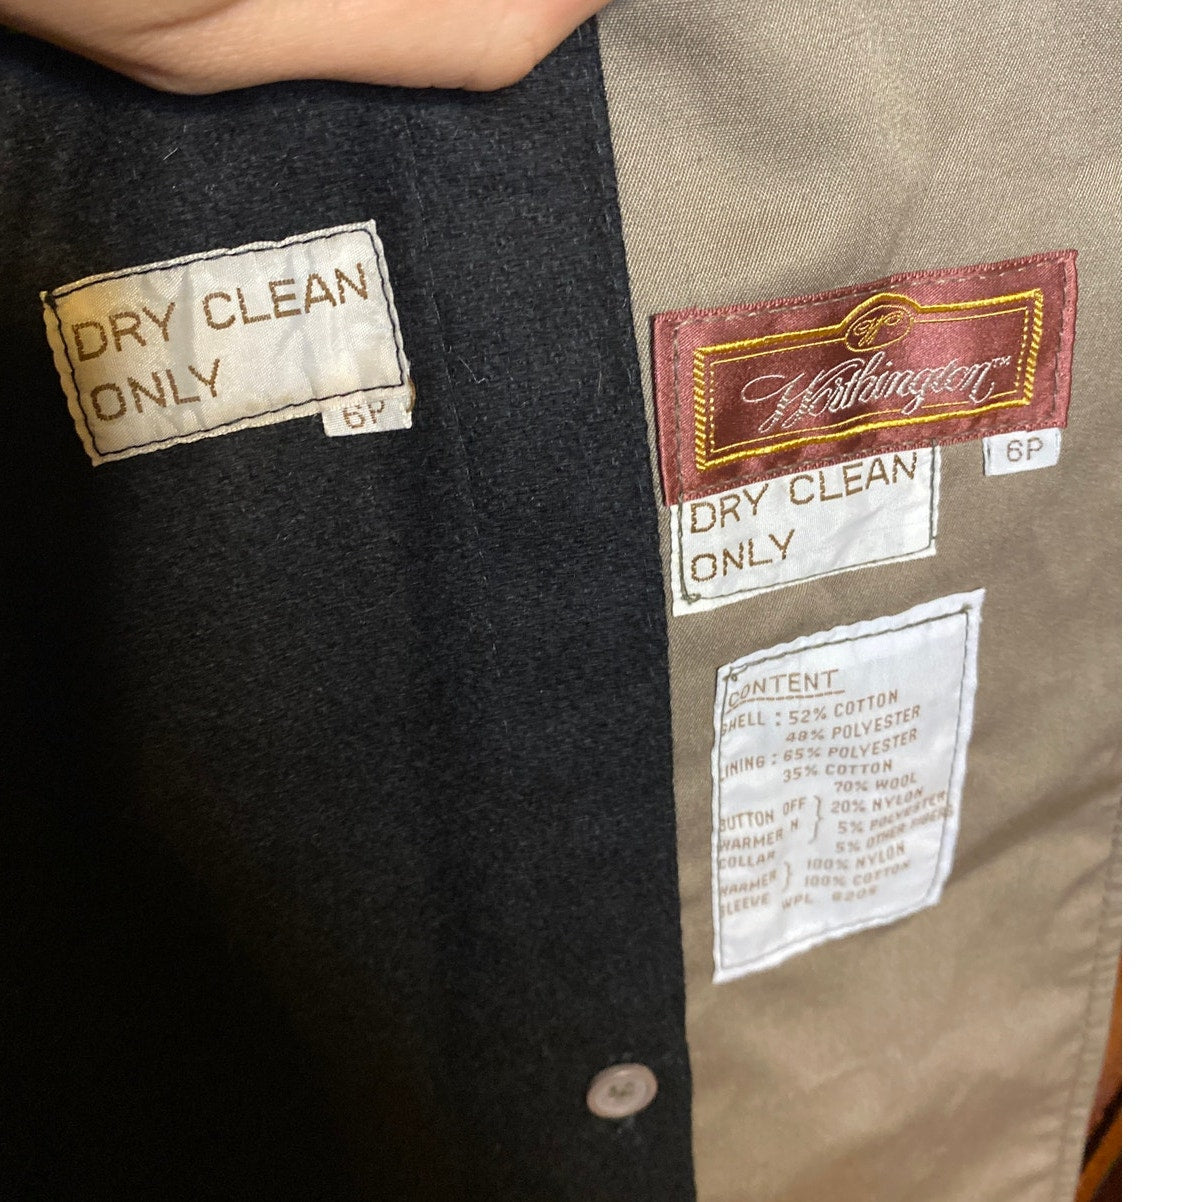 DRY CLEAN
ONLY
6P
Worthington™
6P
DRY CLEAN
ONLY
CONTENT
SHELL : 52% COTTON
48% POLYESTER
LINING : 65% POLYESTER
35% COTTON
70% WOOL
BUTTON OFF } 20% NYLON
WARMER N } 5% POLYESTER
COLLAR 5% OTHER FIBERS
WARMER } 100% NYLON
100% COTTON
SLEEVE WPL